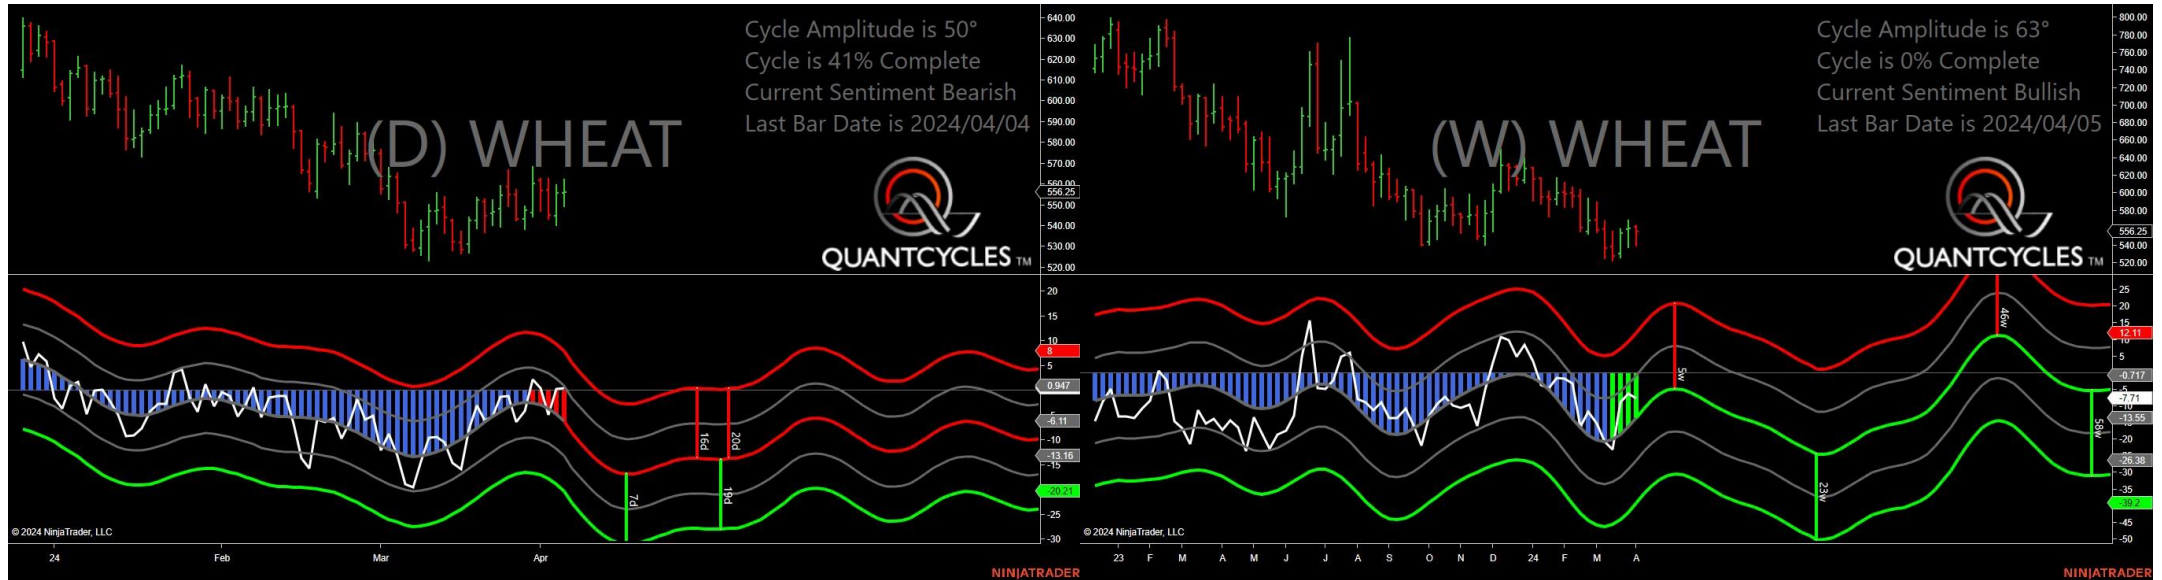 Cycle Amplitude is 50°
Cycle is 41% Complete
Current Sentiment Bearish
Last Bar Date is 2024/04/04
(D) WHEAT
QUANTCYCLES TM
640.00
630.00
620.00
610.00
600.00
590.00
580.00
570.00
560.00
556.25
550.00
540.00
530.00
520.00
20
15
10
8
5
0.947
-6.11
-10
-13.16
-15
-20.21
-25
-30
16d
20d
7d
19d
© 2024 NinjaTrader, LLC
24
Feb
Mar
Apr
NINJATRADER
Cycle Amplitude is 63°
Cycle is 0% Complete
Current Sentiment Bullish
Last Bar Date is 2024/04/05
(W) WHEAT
QUANTCYCLES TM
800.00
780.00
760.00
740.00
720.00
700.00
680.00
660.00
640.00
620.00
600.00
580.00
556.25
540.00
520.00
25
20
15
12.11
10
5
-0.717
-5
-7.71
-10
-13.55
-20
-26.38
-30
-35
-39.2
-45
-50
5w
46w
23w
58w
© 2024 NinjaTrader, LLC
23
F
M
A
M
J
J
A
S
O
N
D
24
F
M
A
NINJATRADER